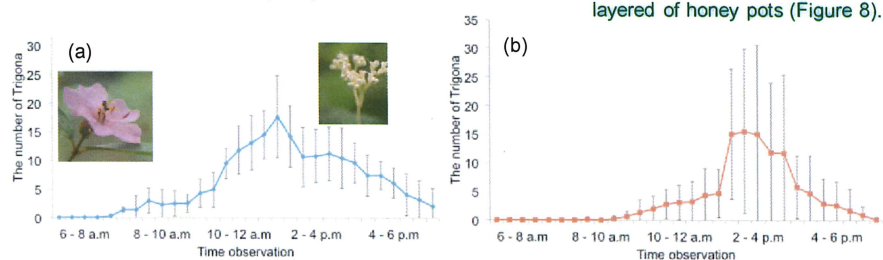 layered of honey pots (Figure 8).
(a)
The number of Trigona
30
25
20
15
10
5
0
6 - 8 a.m 8 - 10 a.m 10 - 12 a.m 2 - 4 p.m 4 - 6 p.m
Time observation
(b)
The number of Trigona
35
30
25
20
15
10
5
0
6 - 8 a.m 8 - 10 a.m 10 - 12 a.m 2 - 4 p.m 4 - 6 p.m
Time observation